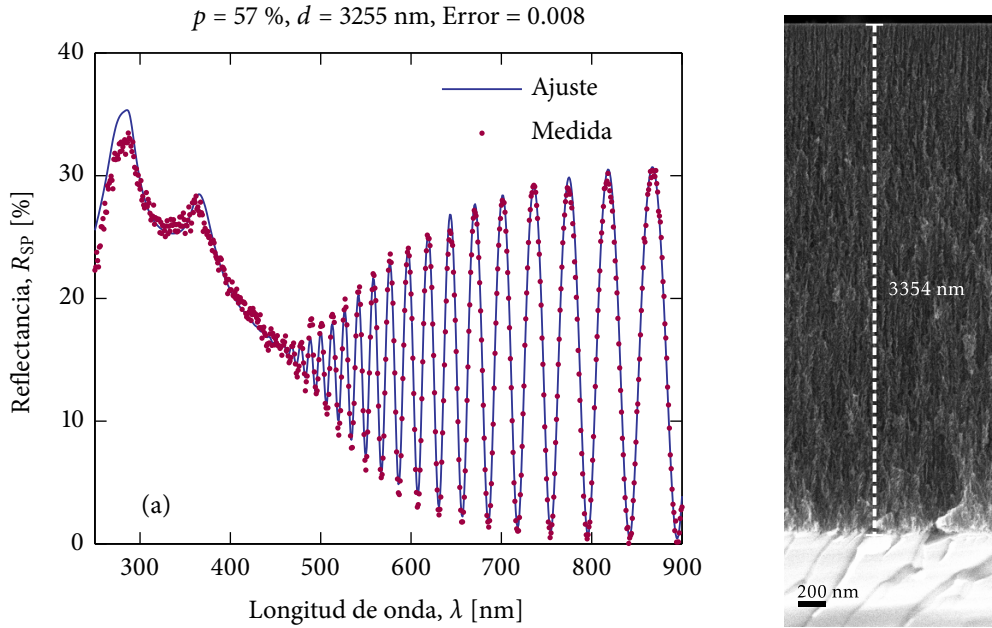 p = 57 %, d = 3255 nm, Error = 0.008
40
30
20
10
0
Reflectancia, R_SP [%]
Ajuste
Medida
(a)
300 400 500 600 700 800 900
Longitud de onda, λ [nm]
3354 nm
200 nm